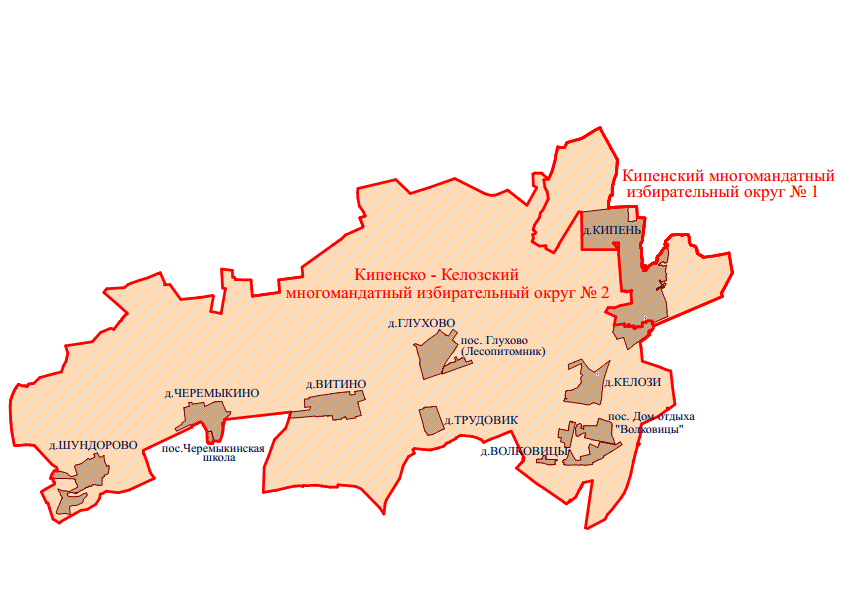 Кипенский многомандатный
избирательный округ № 1
д.КИПЕНЬ
Кипенско - Келозский
многомандатный избирательный округ № 2
д.ГЛУХОВО
пос. Глухово
(Лесопитомник)
д.КЕЛОЗИ
д.ВИТИНО
д.ЧЕРЕМЫКИНО
пос. Дом отдыха
"Волковицы"
д.ТРУДОВИК
д.ШУНДОРОВО
пос.Черемыкинская
школа
д.ВОЛКОВИЦЫ